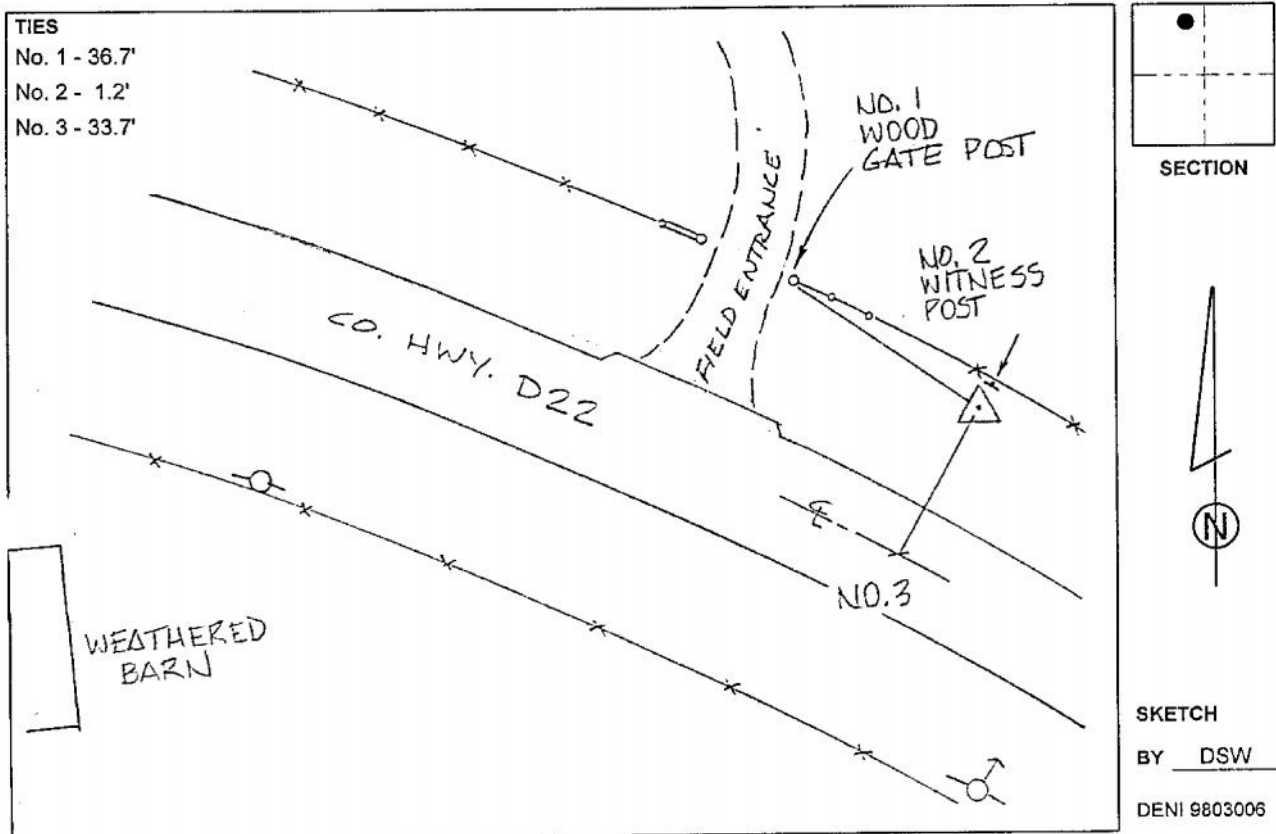 TIES
No. 1 - 36.7'
No. 2 - 1.2'
No. 3 - 33.7'
NO. 1
WOOD
GATE POST
SECTION
FIELD ENTRANCE
NO. 2
WITNESS
POST
CO. HWY. D22
℄
N
NO.3
WEATHERED
BARN
SKETCH
BY DSW
DENI 9803006